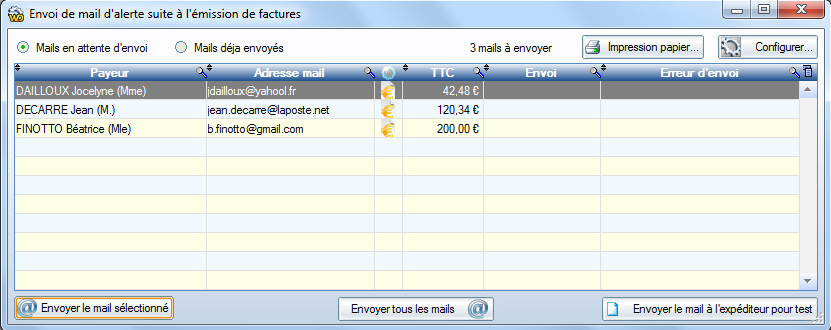 Envoi de mail d'alerte suite à l'émission de factures
Mails en attente d'envoi Mails déja envoyés 3 mails à envoyer Impression papier... Configurer...
Payeur Adresse mail TTC Envoi Erreur d'envoi
DAILLOUX Jocelyne (Mme) jdailloux@yahool.fr 42,48 €
DECARRE Jean (M.) jean.decarre@laposte.net 120,34 €
FINOTTO Béatrice (Mle) b.finotto@gmail.com 200,00 €
Envoyer le mail sélectionné Envoyer tous les mails Envoyer le mail à l'expéditeur pour test